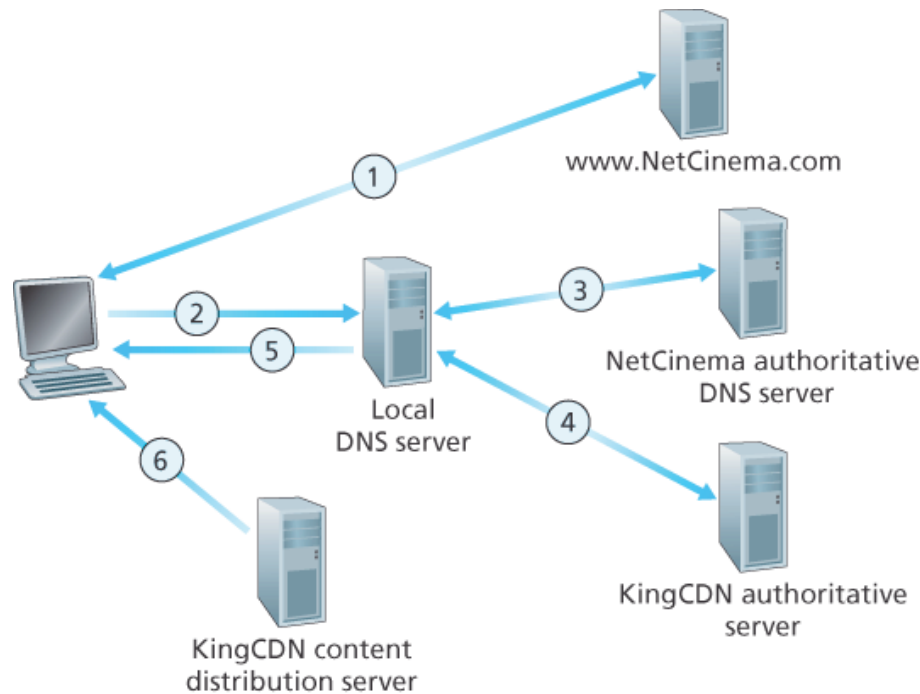 www.NetCinema.com
1
2
3
5
NetCinema authoritative
DNS server
Local
DNS server
4
6
KingCDN authoritative
server
KingCDN content
distribution server